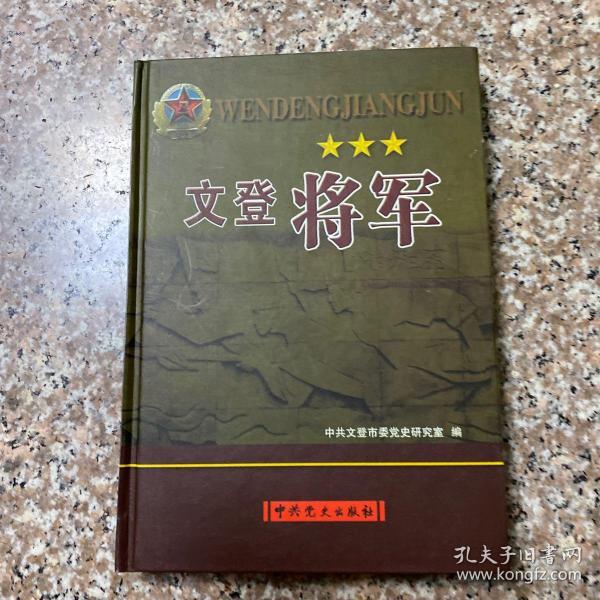 WENDENGJIANGJUN
文登将军
中共文登市委党史研究室 编
中共党史出版社
孔夫子旧书网
www.kongfz.com